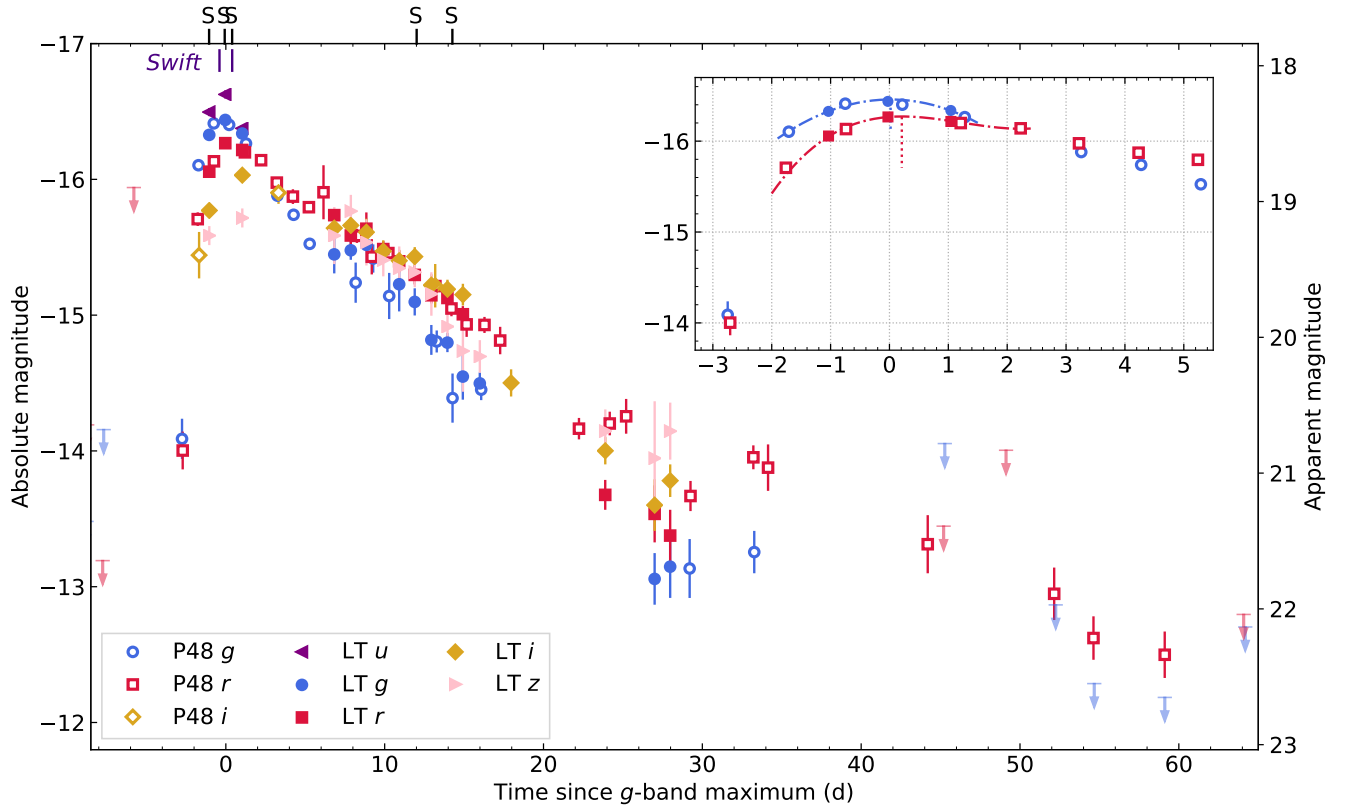 S S S S S
−17
−16
−15
−14
−13
−12
Absolute magnitude
Swift
−16
−15
−14
−3 −2 −1 0 1 2 3 4 5
18
19
20
21
22
23
Apparent magnitude
P48 g
P48 r
P48 i
LT u
LT g
LT r
LT i
LT z
0 10 20 30 40 50 60
Time since g-band maximum (d)